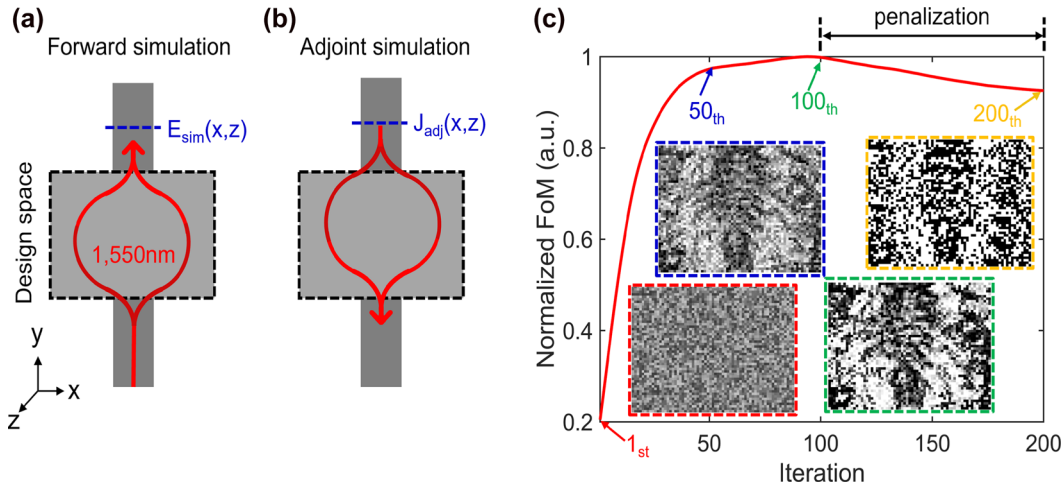 (a)
Forward simulation
E_sim(x,z)
Design space
1,550nm
y
x
z
(b)
Adjoint simulation
J_adj(x,z)
(c)
penalization
Normalized FoM (a.u.)
1
0.8
0.6
0.4
0.2
50_th
100_th
200_th
1_st
50
100
150
200
Iteration